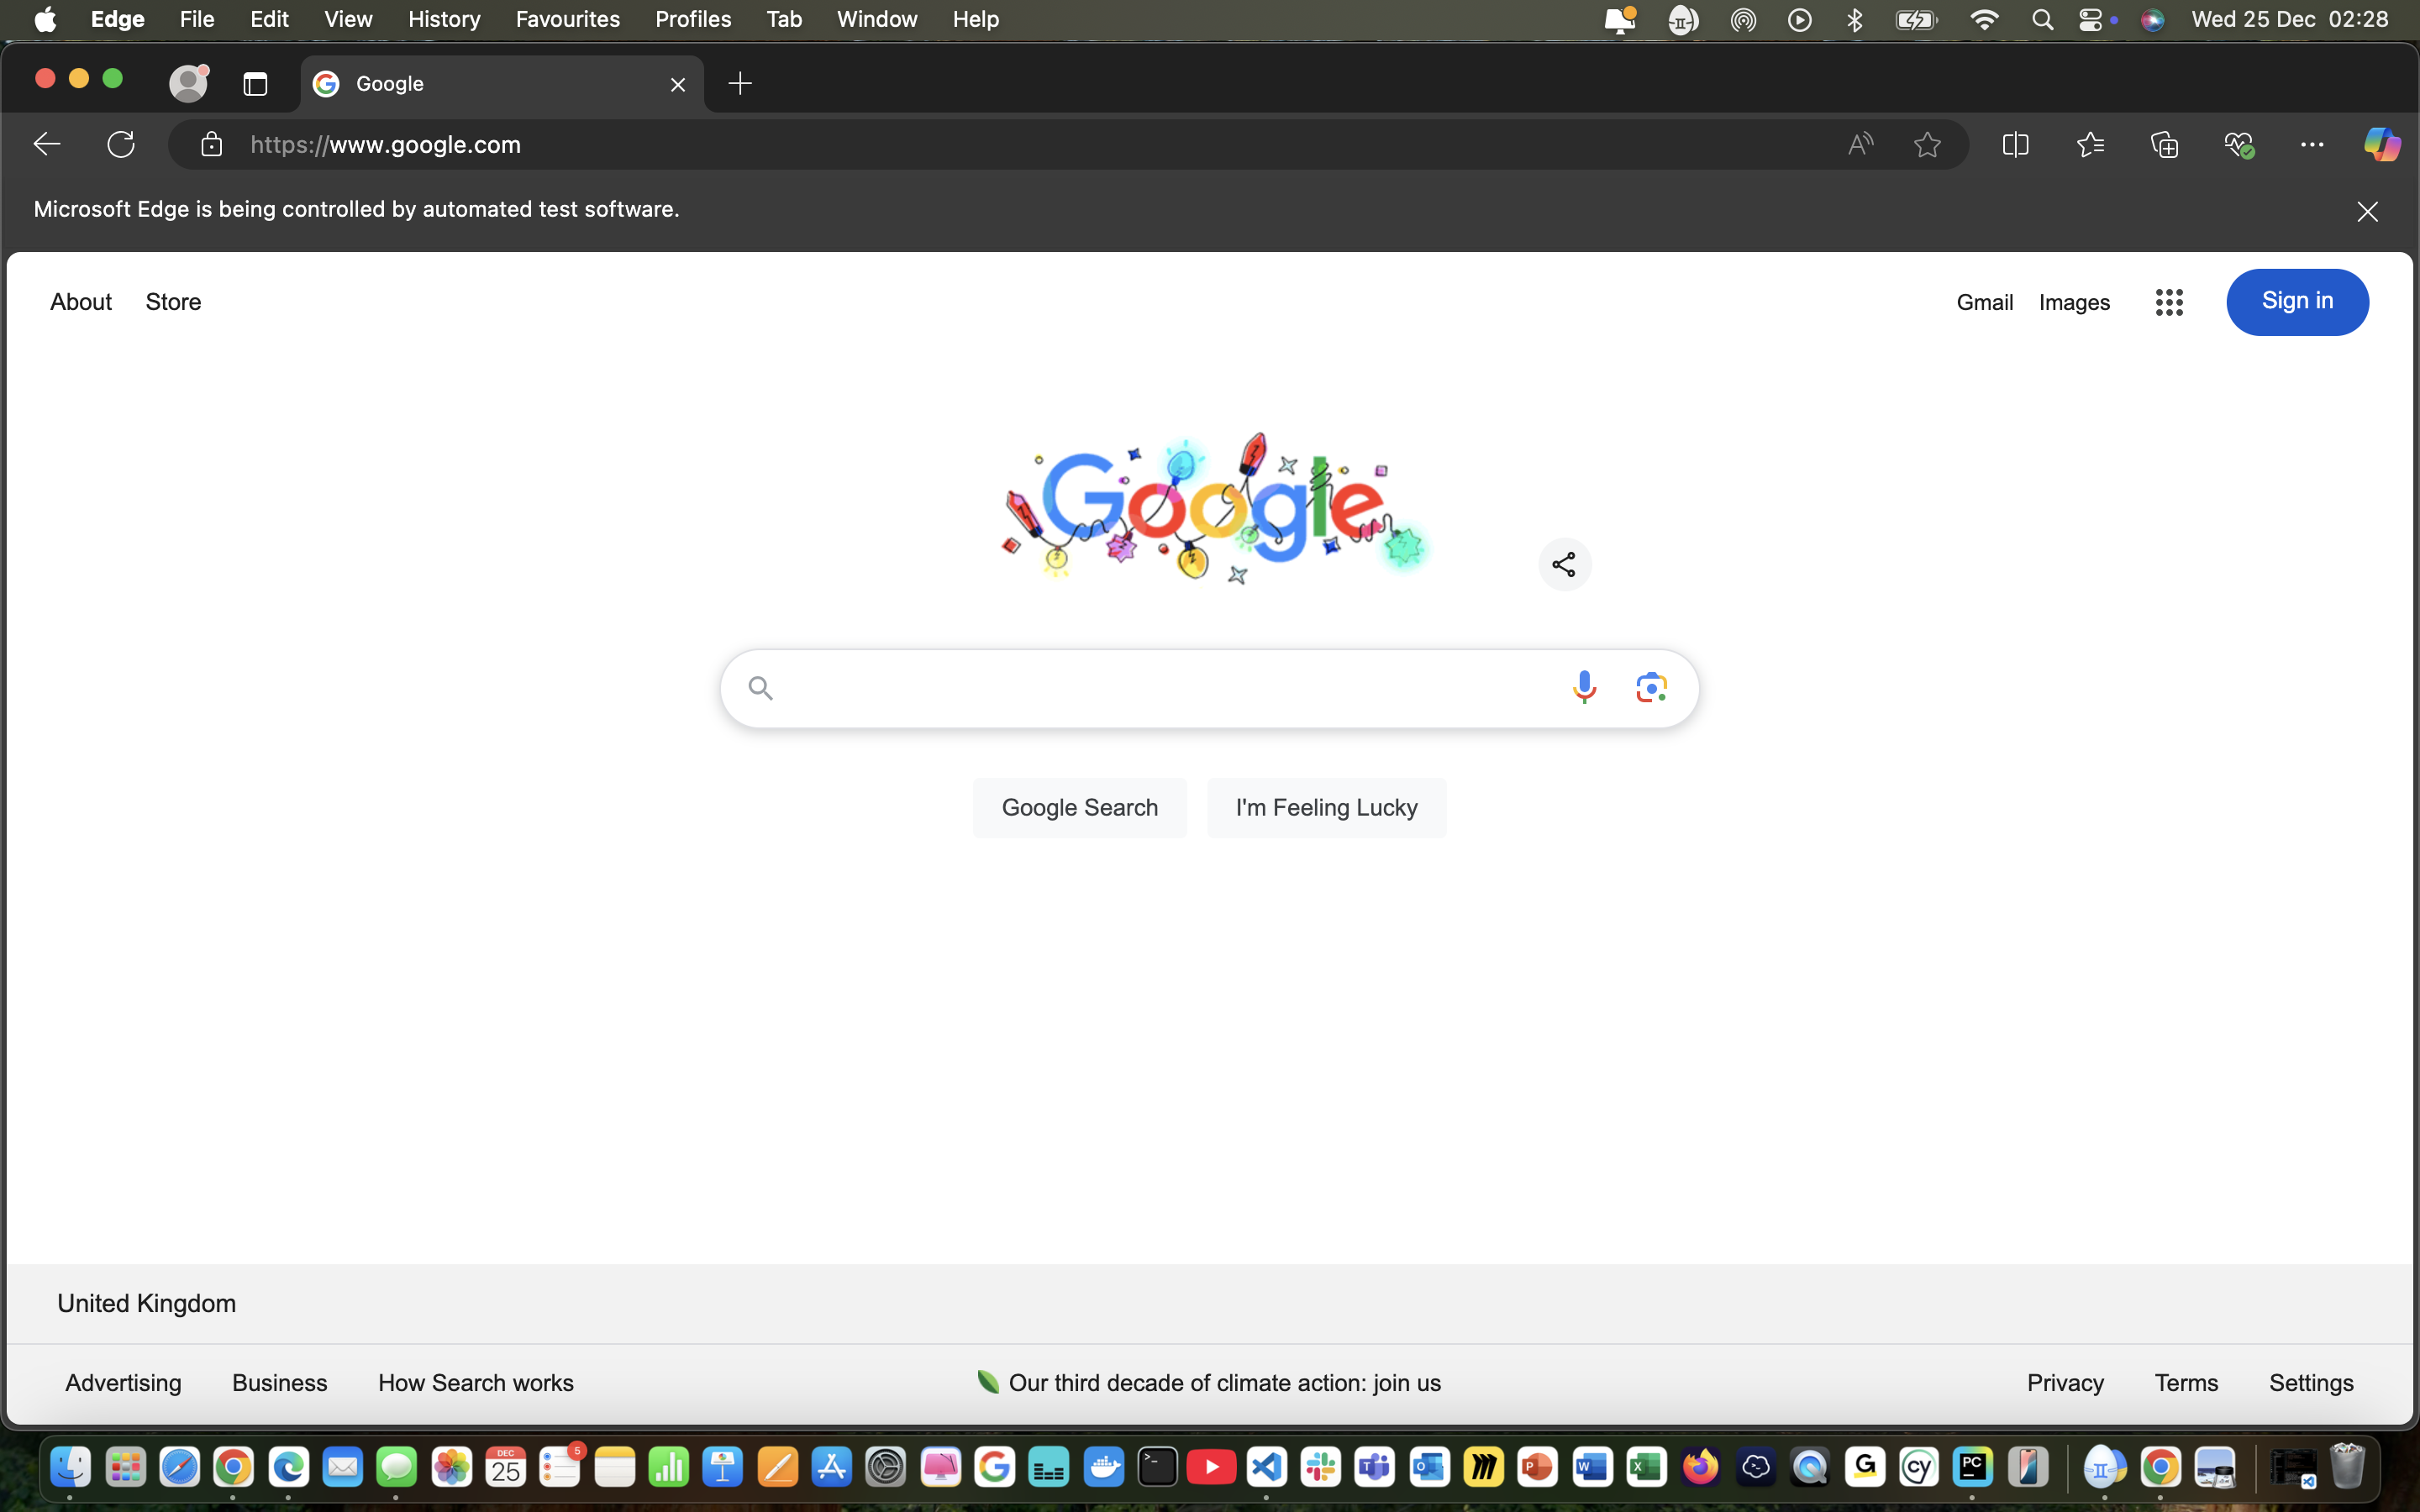 Edge File Edit View History Favourites Profiles Tab Window Help Wed 25 Dec 02:28
Google
https://www.google.com
Microsoft Edge is being controlled by automated test software.
About Store Gmail Images Sign in
Google
Google Search I'm Feeling Lucky
United Kingdom
Advertising Business How Search works Our third decade of climate action: join us Privacy Terms Settings
DEC
25
5
PC
cy